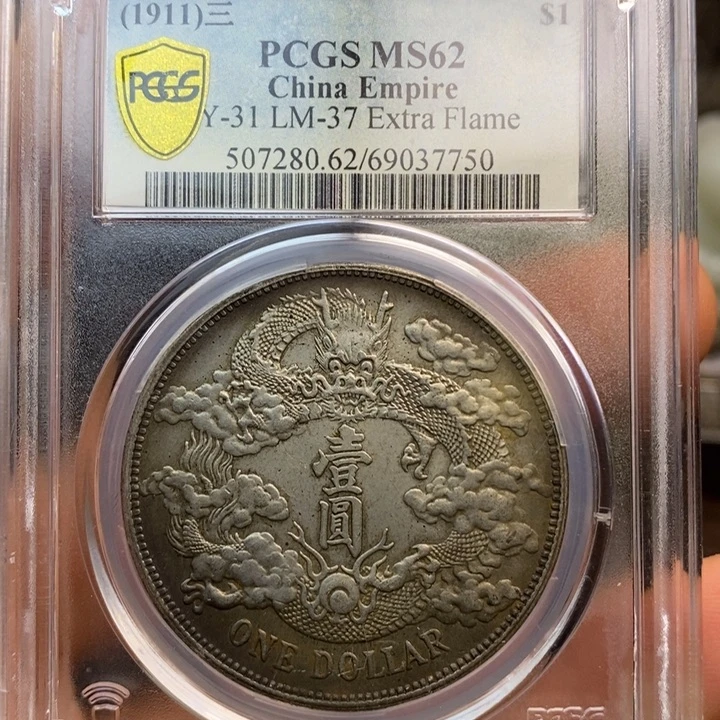 (1911)三 $1
PCGS MS62
China Empire
Y-31 LM-37 Extra Flame
507280.62/69037750
PCGS
壹圓
ONE DOLLAR
PCGS